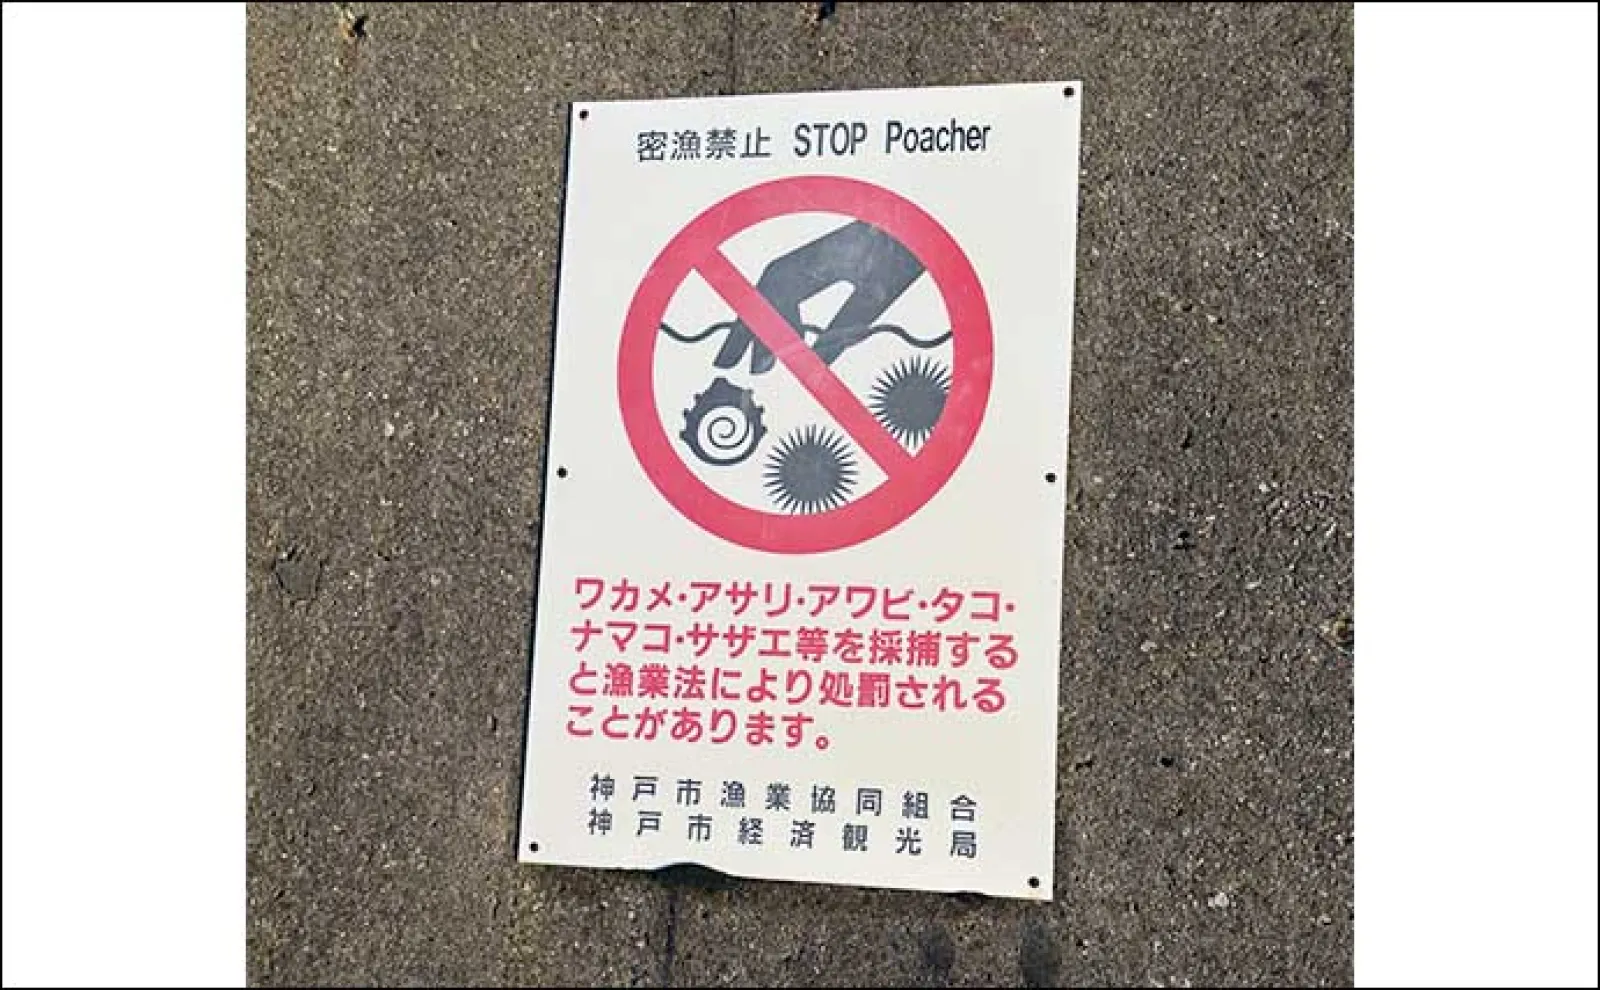 密漁禁止 STOP Poacher
ワカメ・アサリ・アワビ・タコ・
ナマコ・サザエ等を採捕する
と漁業法により処罰される
ことがあります。
神戸市漁業協同組合
神戸市経済観光局